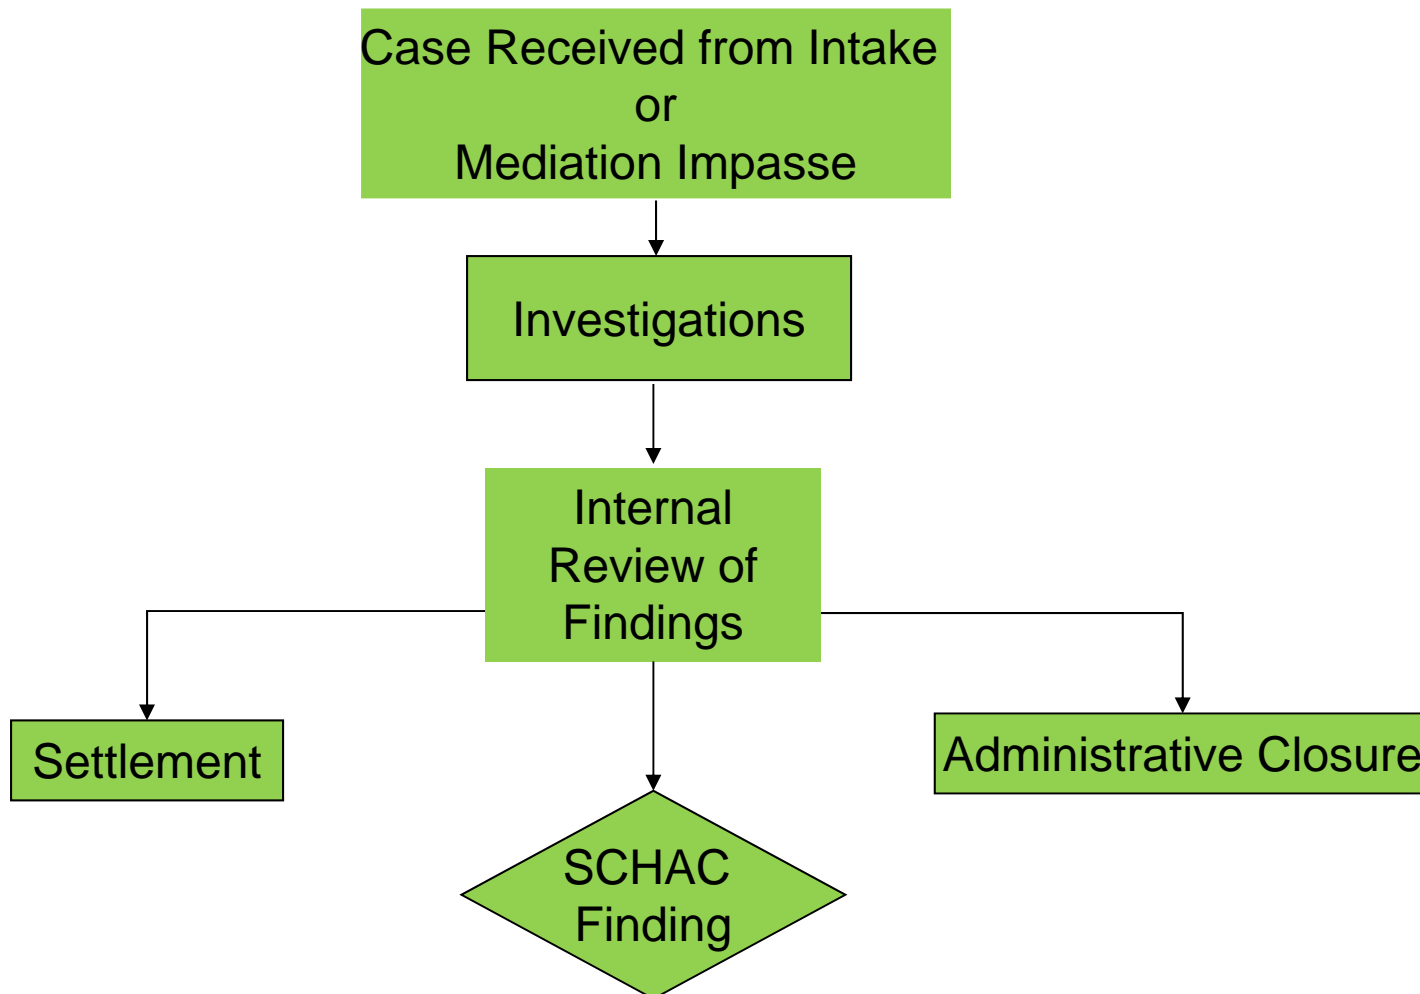 Case Received from Intake
or
Mediation Impasse
Investigations
Internal
Review of
Findings
Settlement
Administrative Closure
SCHAC
Finding